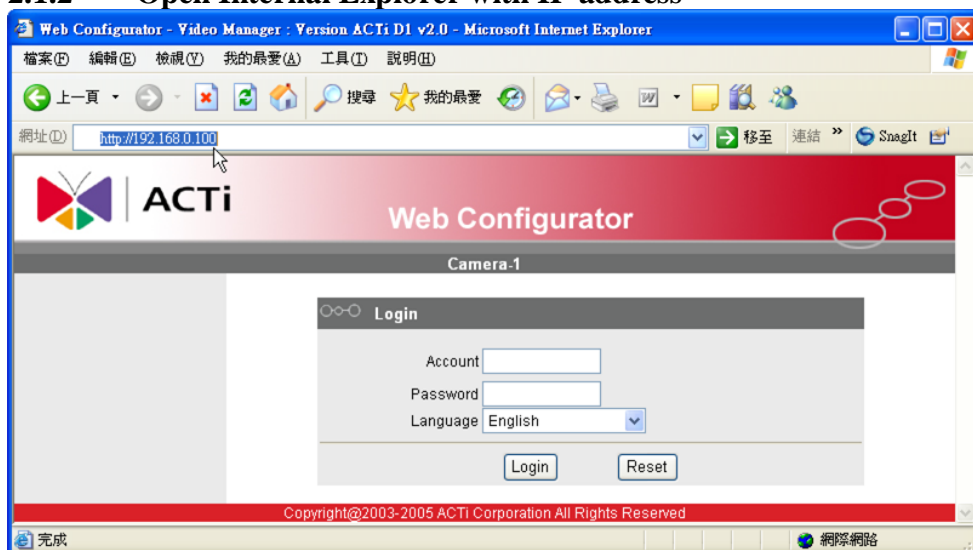 2.1.2 Open Internal Explorer with IP address
Web Configurator - Video Manager : Version ACTi D1 v2.0 - Microsoft Internet Explorer
檔案(F) 編輯(E) 檢視(V) 我的最愛(A) 工具(T) 說明(H)
上一頁 搜尋 我的最愛
網址(D) http://192.168.0.100 移至 連結 » SnagIt
ACTi
Web Configurator
Camera-1
Login
Account
Password
Language English
Login Reset
Copyright@2003-2005 ACTi Corporation All Rights Reserved
完成 網際網路